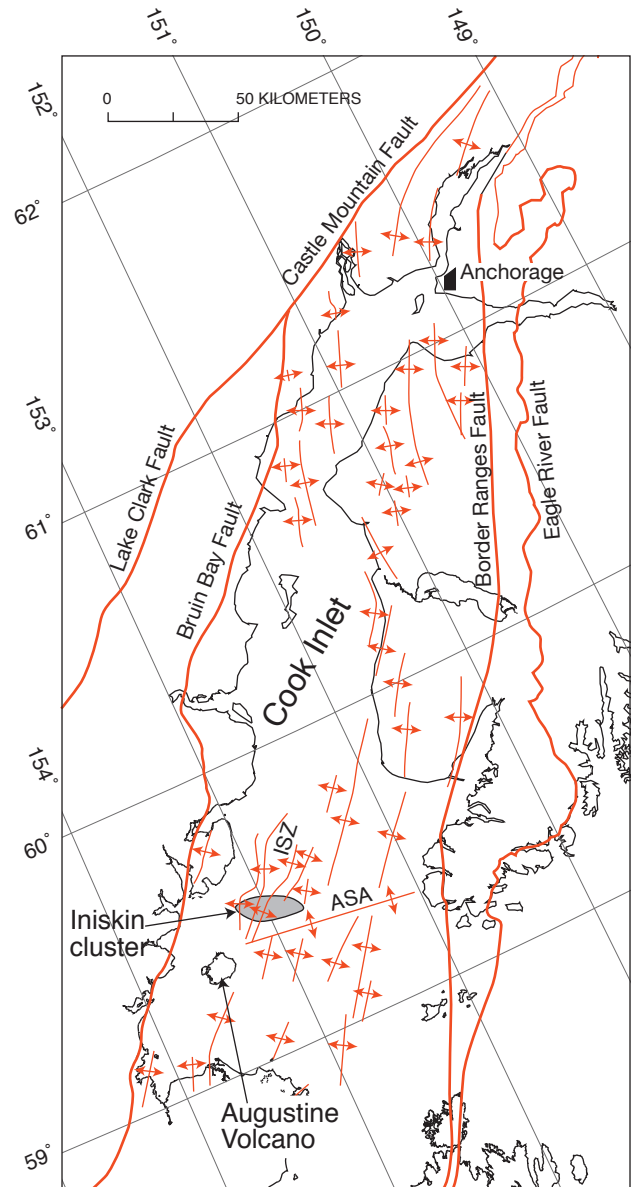 151°
150°
149°
152°
0 50 KILOMETERS
Castle Mountain Fault
62°
Anchorage
153°
Lake Clark Fault
Bruin Bay Fault
Border Ranges Fault
Eagle River Fault
61°
Cook Inlet
154°
60°
ISZ
ASA
Iniskin
cluster
Augustine
Volcano
59°